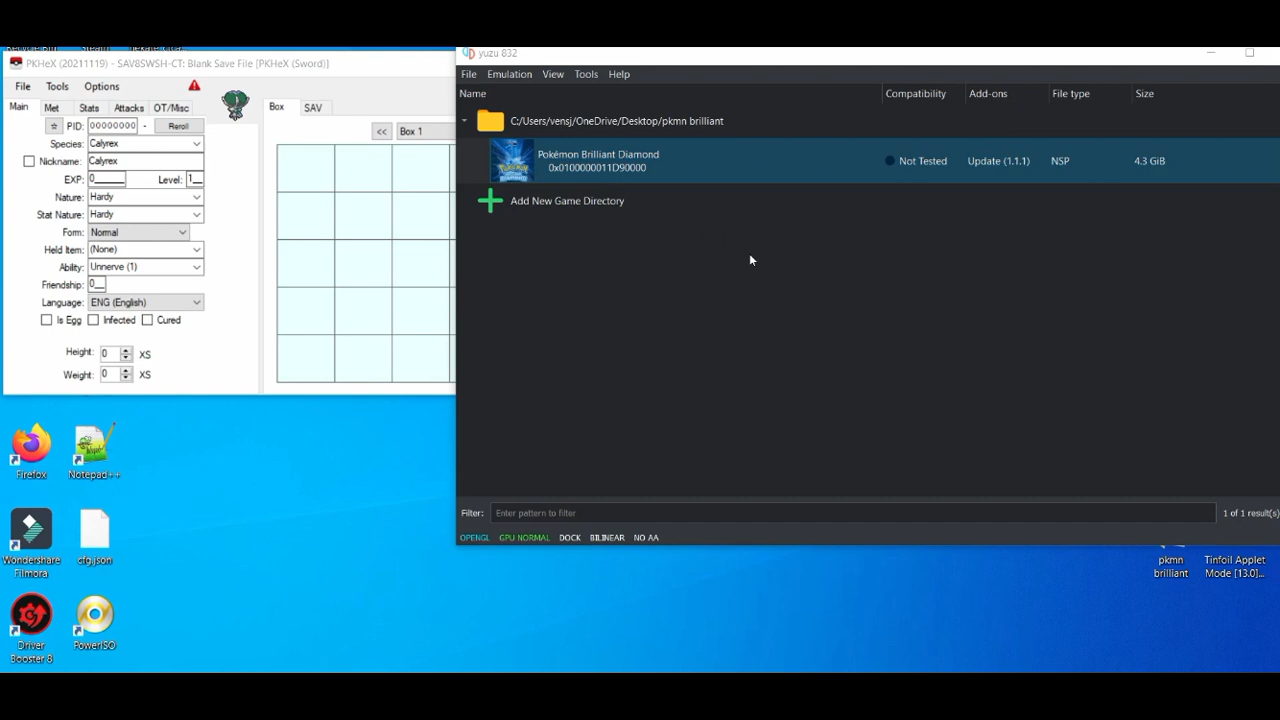 yuzu 832
PKHeX (20211119) - SAV8SWSH-CT: Blank Save File [PKHeX (Sword)]
File Tools Options
Main Met Stats Attacks OT/Misc
PID: 00000000 - Reroll
Species: Calyrex
Nickname: Calyrex
EXP: 0 Level: 1
Nature: Hardy
Stat Nature: Hardy
Form: Normal
Held Item: (None)
Ability: Unnerve (1)
Friendship: 0
Language: ENG (English)
Is Egg Infected Cured
Height: 0 XS
Weight: 0 XS
Box SAV
<< Box 1
File Emulation View Tools Help
Name Compatibility Add-ons File type Size
C:/Users/vensj/OneDrive/Desktop/pkmn brilliant
Pokémon Brilliant Diamond
0x0100000011D90000
Not Tested Update (1.1.1) NSP 4.3 GiB
Add New Game Directory
Filter: Enter pattern to filter 1 of 1 result(s)
OPENGL GPU NORMAL DOCK BILINEAR NO AA
Firefox
Notepad++
Wondershare
Filmora
cfg.json
Driver
Booster 8
PowerISO
pkmn
brilliant
Tinfoil Applet
Mode [13.0]...